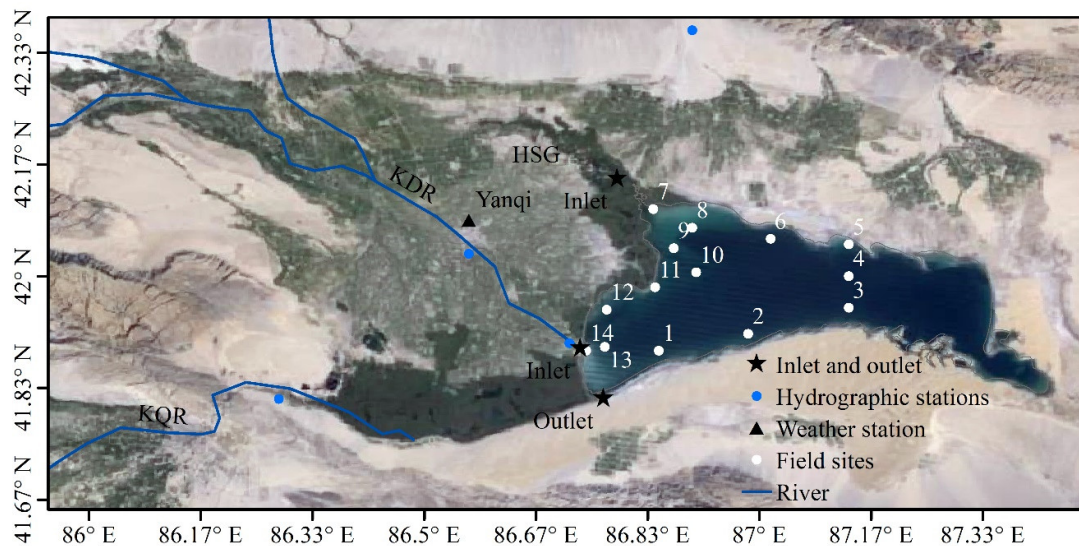 42.33° N
42.17° N
42° N
41.83° N
41.67° N
HSG
Inlet
KDR
Yanqi
7
8
9
6
5
10
4
11
3
12
2
14
1
13
Inlet
Outlet
KQR
Inlet and outlet
Hydrographic stations
Weather station
Field sites
River
86° E
86.17° E
86.33° E
86.5° E
86.67° E
86.83° E
87° E
87.17° E
87.33° E